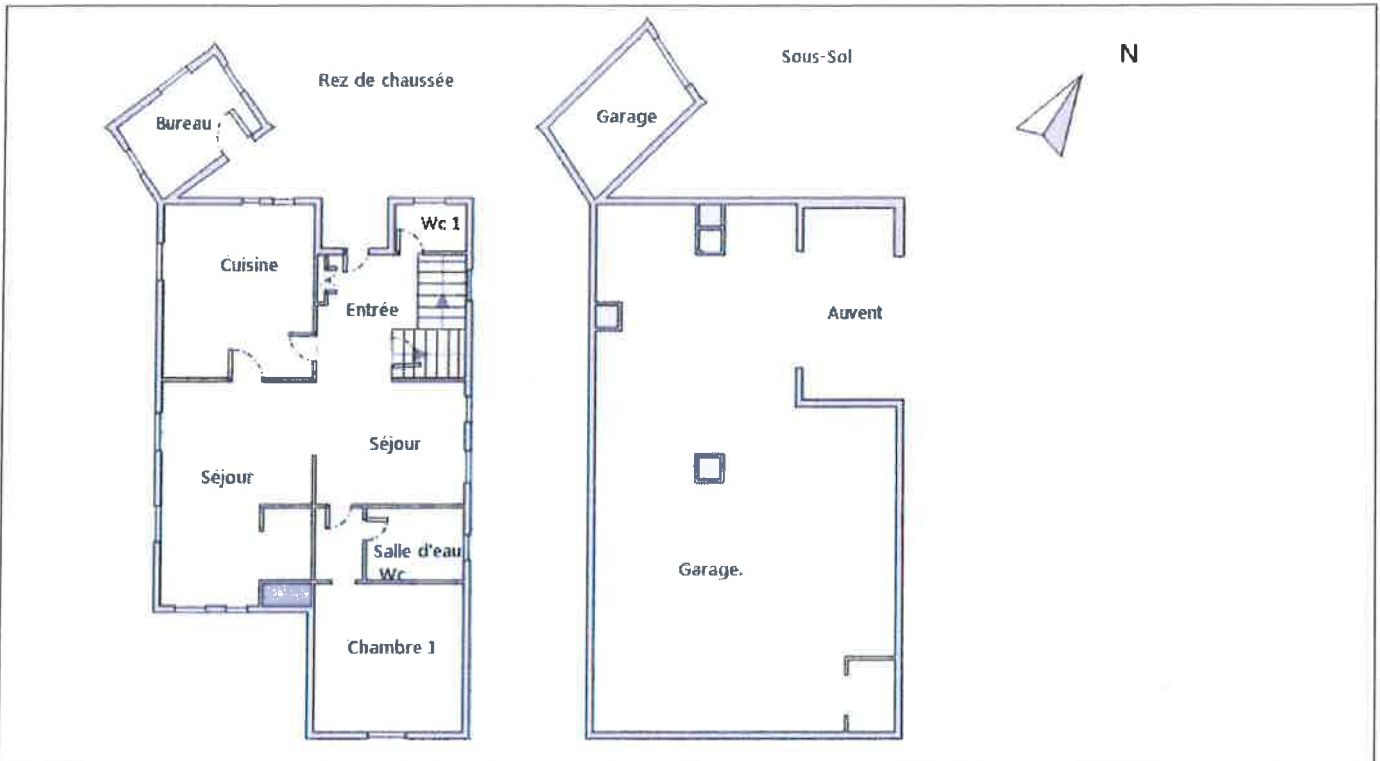 Rez de chaussée
Bureau
Wc 1
Cuisine
Entrée
Séjour
Séjour
Salle d'eau
Wc
Chambre 1
Sous-Sol
N
Garage
Auvent
Garage.